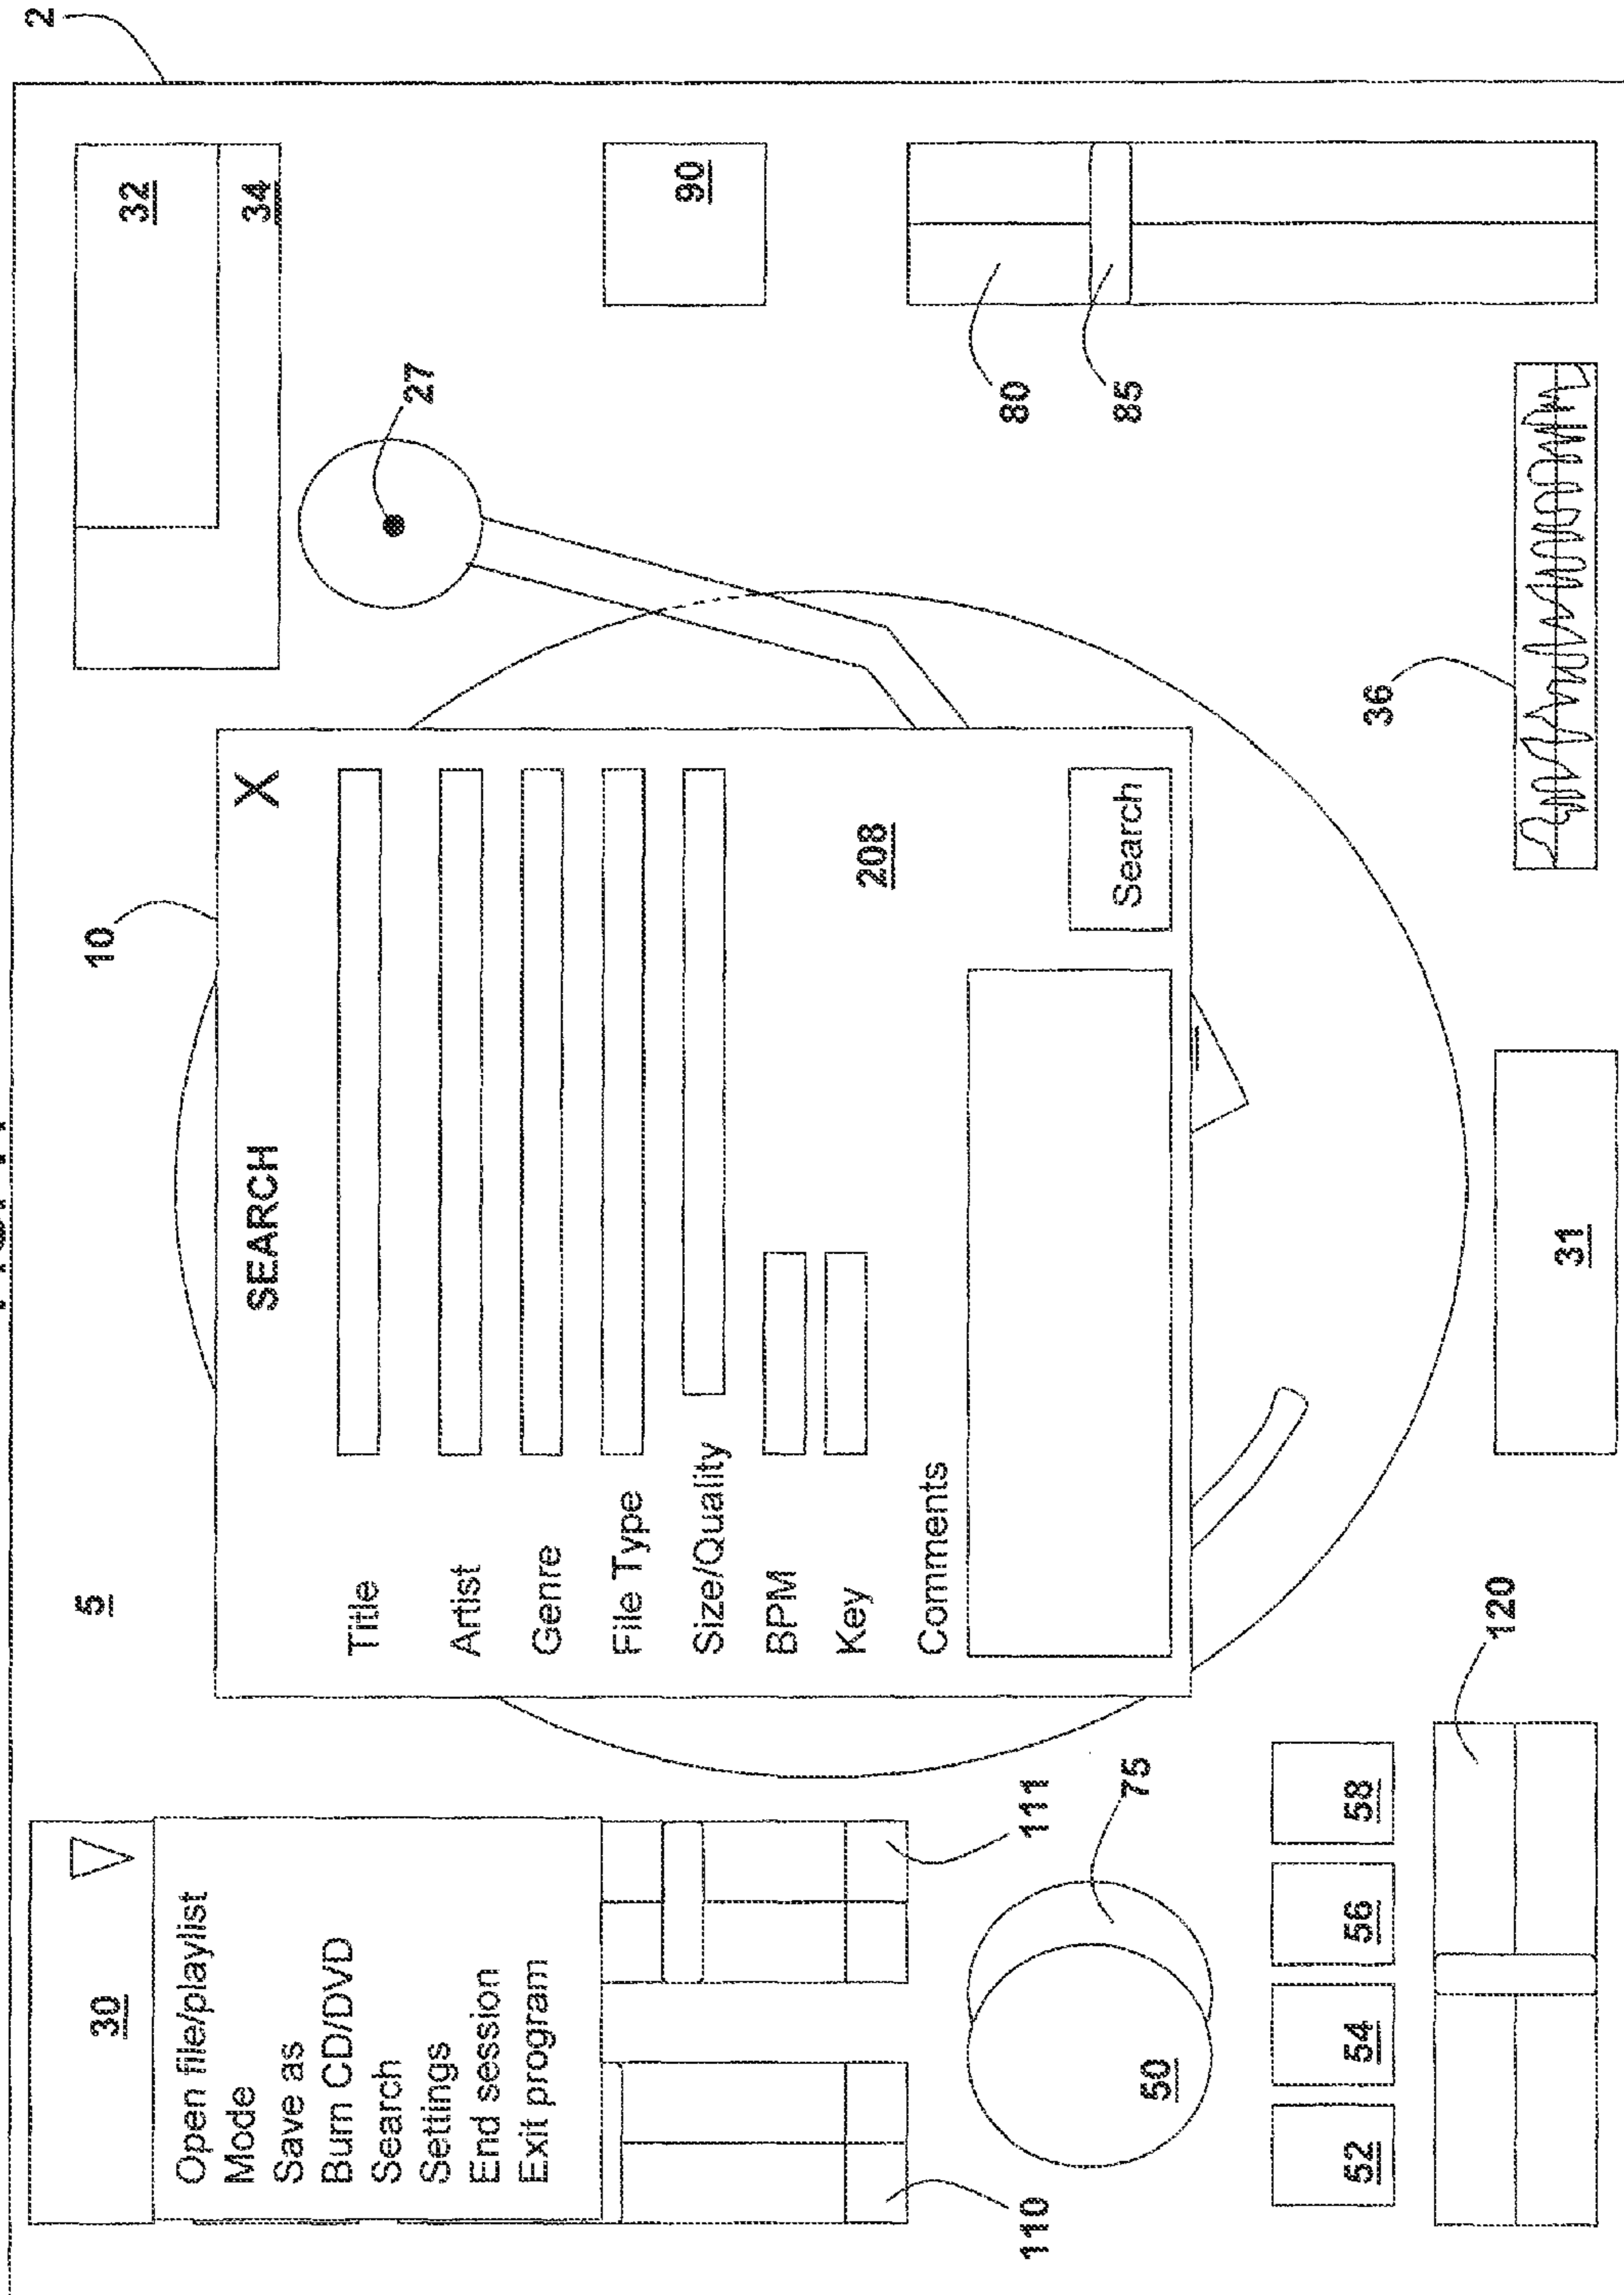 2
5
10
30
Open file/playlist
Mode
Save as
Burn CD/DVD
Search
Settings
End session
Exit program
SEARCH
X
Title
Artist
Genre
File Type
Size/Quality
BPM
Key
208
Comments
Search
32
34
27
90
80
85
36
31
110
111
50
75
52
54
56
58
120